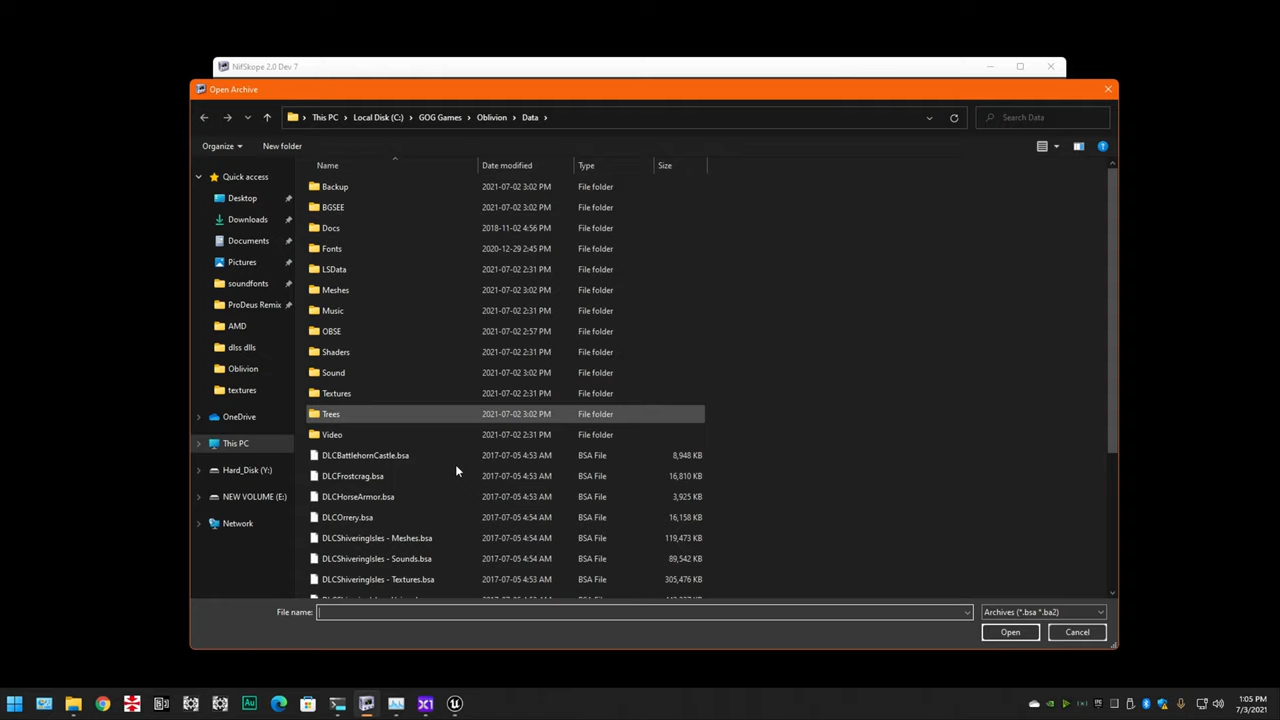 NifSkope 2.0 Dev 7
Open Archive
This PC > Local Disk (C:) > GOG Games > Oblivion > Data >
Search Data
Organize
New folder
Name
Date modified
Type
Size
Quick access
Desktop
Downloads
Documents
Pictures
soundfonts
ProDeus Remix
AMD
dlss dlls
Oblivion
textures
OneDrive
This PC
Hard_Disk (Y:)
NEW VOLUME (E:)
Network
Backup 2021-07-02 3:02 PM File folder
BGSEE 2021-07-02 3:02 PM File folder
Docs 2018-11-02 4:56 PM File folder
Fonts 2020-12-29 2:45 PM File folder
LSData 2021-07-02 2:31 PM File folder
Meshes 2021-07-02 3:02 PM File folder
Music 2021-07-02 2:31 PM File folder
OBSE 2021-07-02 2:57 PM File folder
Shaders 2021-07-02 2:31 PM File folder
Sound 2021-07-02 2:31 PM File folder
Textures 2021-07-02 2:31 PM File folder
Trees 2021-07-02 3:02 PM File folder
Video 2021-07-02 2:31 PM File folder
DLCBattlehornCastle.bsa 2017-07-05 4:53 AM BSA File 8,948 KB
DLCFrostcrag.bsa 2017-07-05 4:53 AM BSA File 16,810 KB
DLCHorseArmor.bsa 2017-07-05 4:53 AM BSA File 3,925 KB
DLCOrrery.bsa 2017-07-05 4:54 AM BSA File 16,158 KB
DLCShiveringIsles - Meshes.bsa 2017-07-05 4:54 AM BSA File 119,473 KB
DLCShiveringIsles - Sounds.bsa 2017-07-05 4:54 AM BSA File 89,542 KB
DLCShiveringIsles - Textures.bsa 2017-07-05 4:54 AM BSA File 305,476 KB
File name:
Archives (*.bsa *.ba2)
Open
Cancel
1:05 PM
7/3/2021